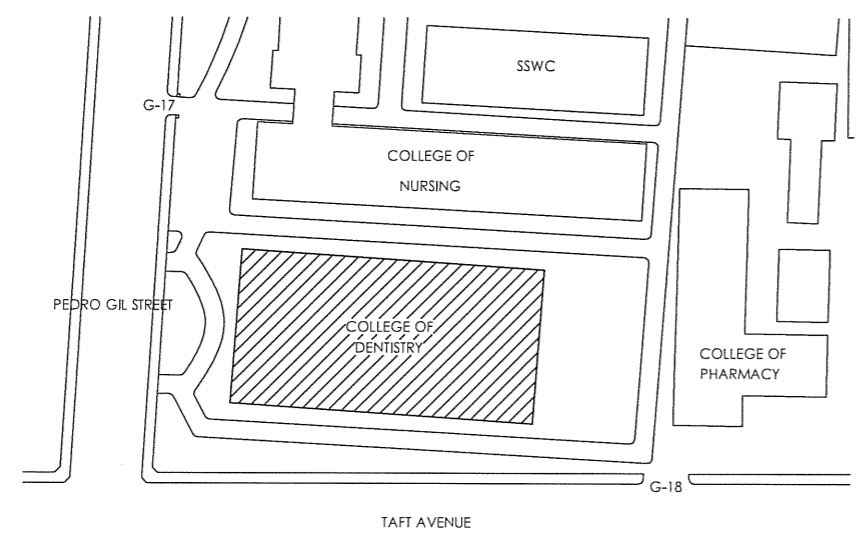 SSWC
G-17
COLLEGE OF
NURSING
PEDRO GIL STREET
COLLEGE OF
DENTISTRY
COLLEGE OF
PHARMACY
G-18
TAFT AVENUE